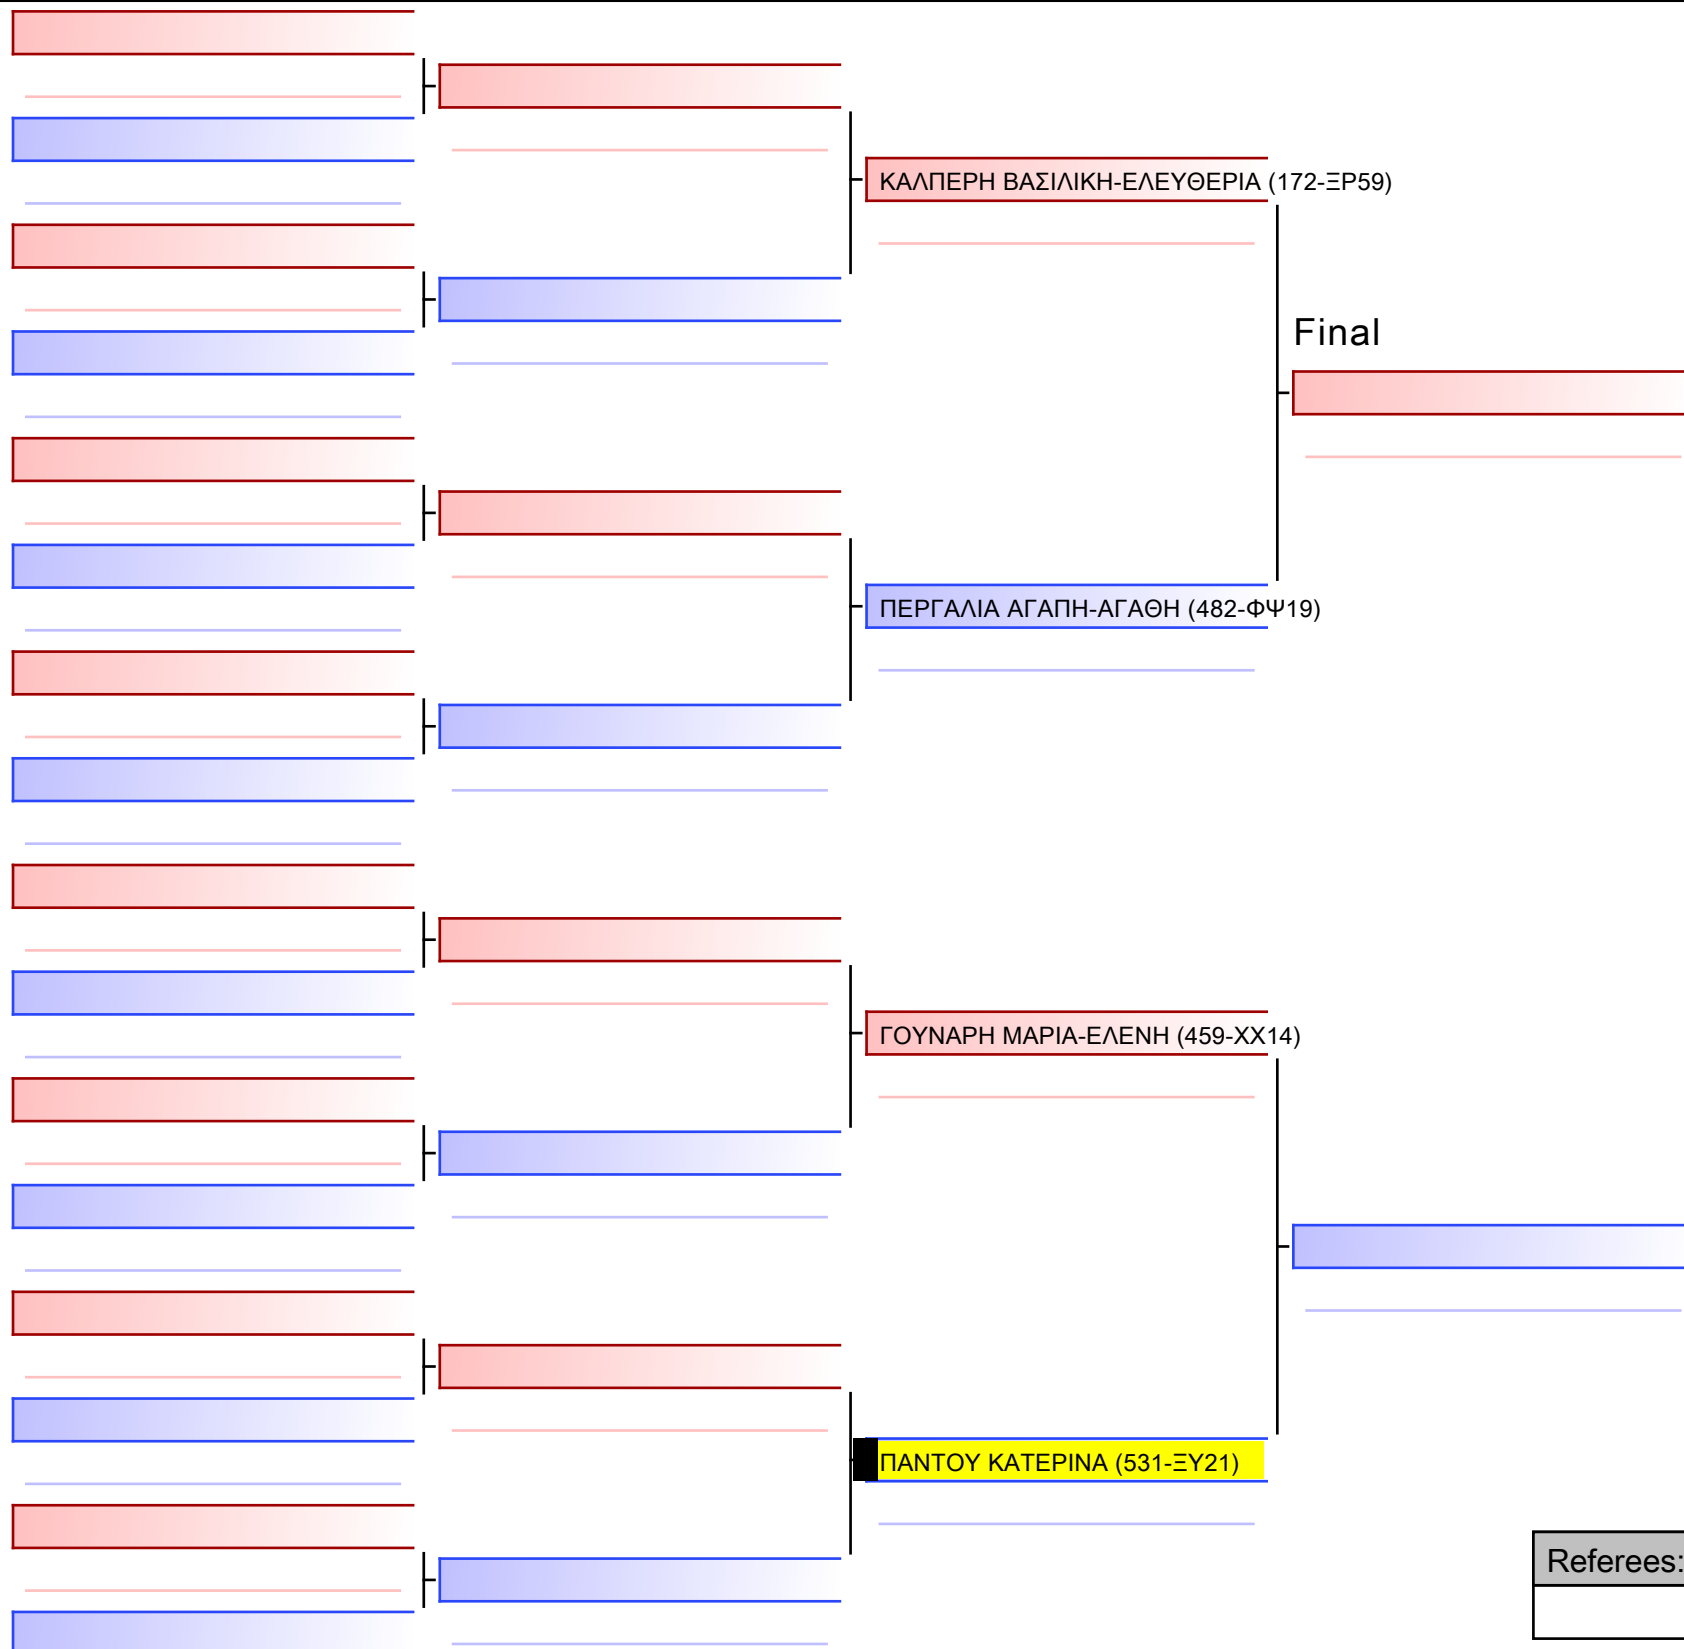 ΚΑΛΠΕΡΗ ΒΑΣΙΛΙΚΗ-ΕΛΕΥΘΕΡΙΑ (172-ΞΡ59)
Final
ΠΕΡΓΑΛΙΑ ΑΓΑΠΗ-ΑΓΑΘΗ (482-ΦΨ19)
ΓΟΥΝΑΡΗ ΜΑΡΙΑ-ΕΛΕΝΗ (459-ΧΧ14)
ΠΑΝΤΟΥ ΚΑΤΕΡΙΝΑ (531-ΞΥ21)
Referees: